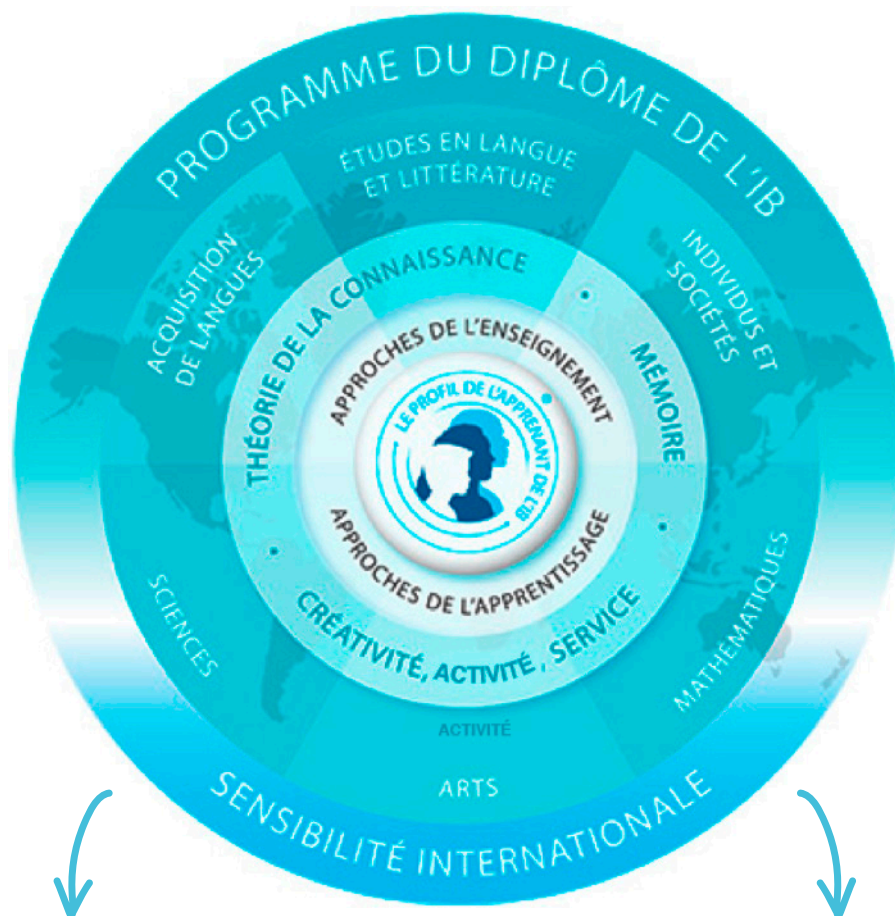 PROGRAMME DU DIPLÔME DE L'IB
ÉTUDES EN LANGUE
ET LITTÉRATURE
ACQUISITION
DE LANGUES
INDIVIDUS ET
SOCIÉTÉS
THÉORIE DE LA CONNAISSANCE
MÉMOIRE
APPROCHES DE L'ENSEIGNEMENT
LE PROFIL DE L'APPRENANT DE L'IB
APPROCHES DE L'APPRENTISSAGE
CRÉATIVITÉ, ACTIVITÉ, SERVICE
SCIENCES
MATHÉMATIQUES
ACTIVITÉ
ARTS
SENSIBILITÉ INTERNATIONALE